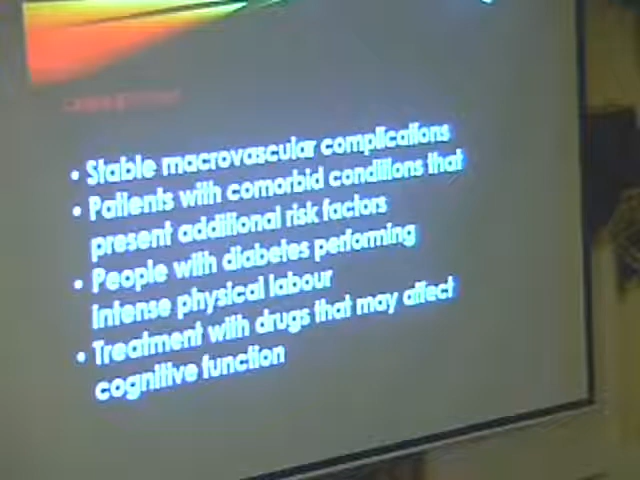 • Stable macrovascular complications
• Patients with comorbid conditions that
present additional risk factors
• People with diabetes performing
intense physical labour
• Treatment with drugs that may affect
cognitive function